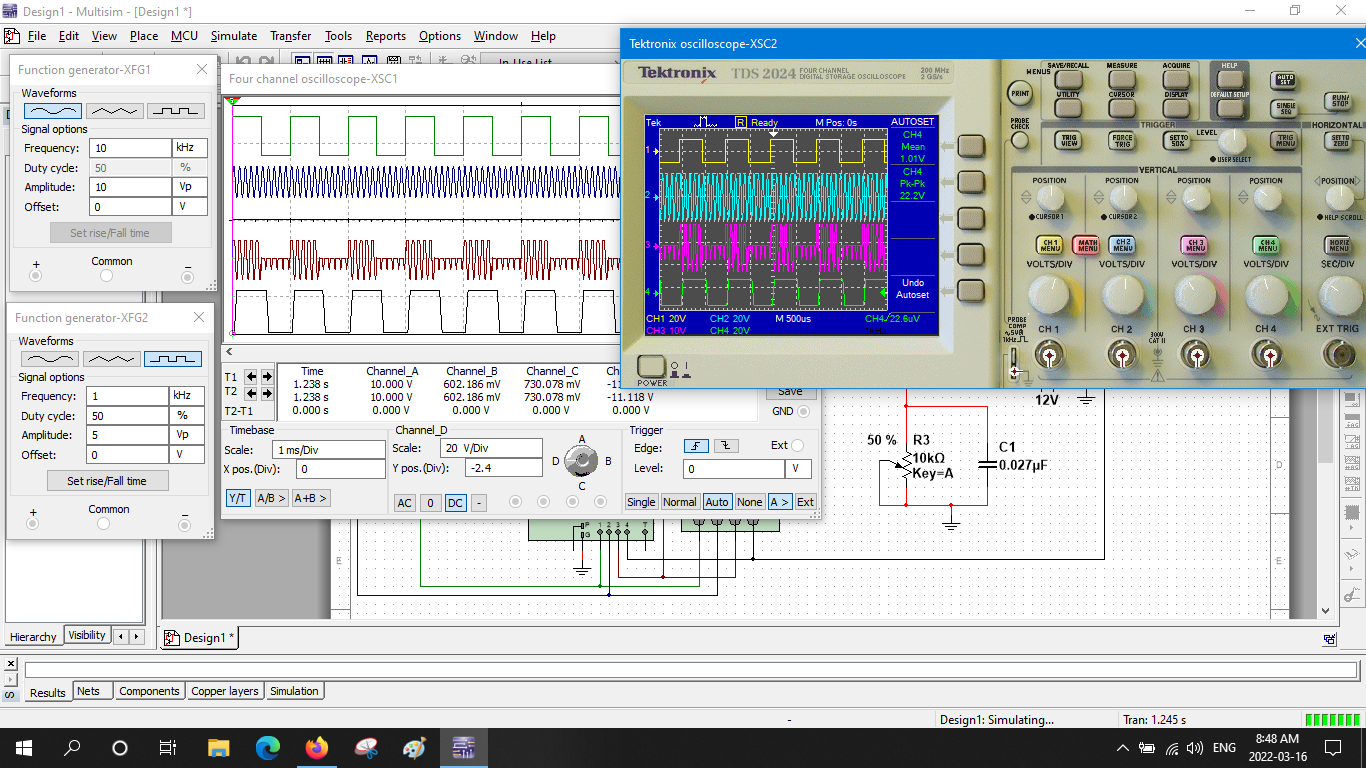 Design1 - Multisim - [Design1 *]
File Edit View Place MCU Simulate Transfer Tools Reports Options Window Help
In-Use List
Function generator-XFG1
Waveforms
Signal options
Frequency: 10 kHz
Duty cycle: 50 %
Amplitude: 10 Vp
Offset: 0 V
Set rise/Fall time
+ Common −
Function generator-XFG2
Waveforms
Signal options
Frequency: 1 kHz
Duty cycle: 50 %
Amplitude: 5 Vp
Offset: 0 V
Set rise/Fall time
+ Common −
Four channel oscilloscope-XSC1
Time Channel_A Channel_B Channel_C
T1 1.238 s 10.000 V 602.186 mV 730.078 mV -11.118 V
T2 1.238 s 10.000 V 602.186 mV 730.078 mV -11.118 V
T2-T1 0.000 s 0.000 V 0.000 V 0.000 V 0.000 V
Save
GND
Timebase
Scale: 1 ms/Div
X pos.(Div): 0
Y/T A/B > A+B >
Channel_D
Scale: 20 V/Div
Y pos.(Div): -2.4
AC 0 DC -
A
D B
C
Trigger
Edge: Ext
Level: 0 V
Single Normal Auto None A > Ext
Tektronix oscilloscope-XSC2
Tektronix TDS 2024 FOUR CHANNEL DIGITAL STORAGE OSCILLOSCOPE 200 MHz 2 GS/s
Tek R Ready M Pos: 0s AUTOSET
CH4
Mean
1.01V
CH4
Pk-Pk
22.2V
Undo
Autoset
1
2
3
4
CH1 20V CH2 20V M 500us CH4 / 22.6uV
CH3 10V CH4 20V 1kHz
POWER
MENUS SAVE/RECALL MEASURE ACQUIRE HELP AUTO SET
PRINT UTILITY CURSOR DISPLAY DEFAULT SETUP SINGLE SEQ RUN/STOP
PROBE CHECK TRIGGER LEVEL HORIZONTAL
TRIG VIEW FORCE TRIG SET TO 50% USER SELECT TRIG MENU SET TO ZERO
VERTICAL
POSITION POSITION POSITION POSITION POSITION
CURSOR 1 CURSOR 2 HELP SCROLL
CH 1 MENU MATH MENU CH 2 MENU CH 3 MENU CH 4 MENU HORIZ MENU
VOLTS/DIV VOLTS/DIV VOLTS/DIV VOLTS/DIV SEC/DIV
PROBE COMP ~5V 1kHz
CH 1 CH 2 300V CAT II CH 3 CH 4 EXT TRIG
12V
50 % R3
10kΩ
Key=A
C1
0.027µF
F
G
1 2 3 4 T
D
E
E
Hierarchy Visibility
Design1 *
Results Nets Components Copper layers Simulation
- Design1: Simulating... Tran: 1.245 s
ENG 8:48 AM
2022-03-16